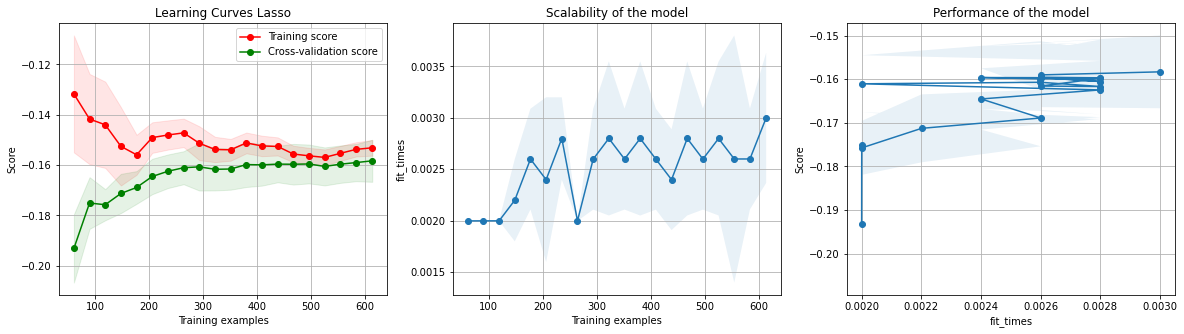 Learning Curves Lasso
Training score
Cross-validation score
−0.12
−0.14
−0.16
−0.18
−0.20
Score
100 200 300 400 500 600
Training examples
Scalability of the model
0.0035
0.0030
0.0025
0.0020
0.0015
fit_times
100 200 300 400 500 600
Training examples
Performance of the model
−0.15
−0.16
−0.17
−0.18
−0.19
−0.20
Score
0.0020 0.0022 0.0024 0.0026 0.0028 0.0030
fit_times